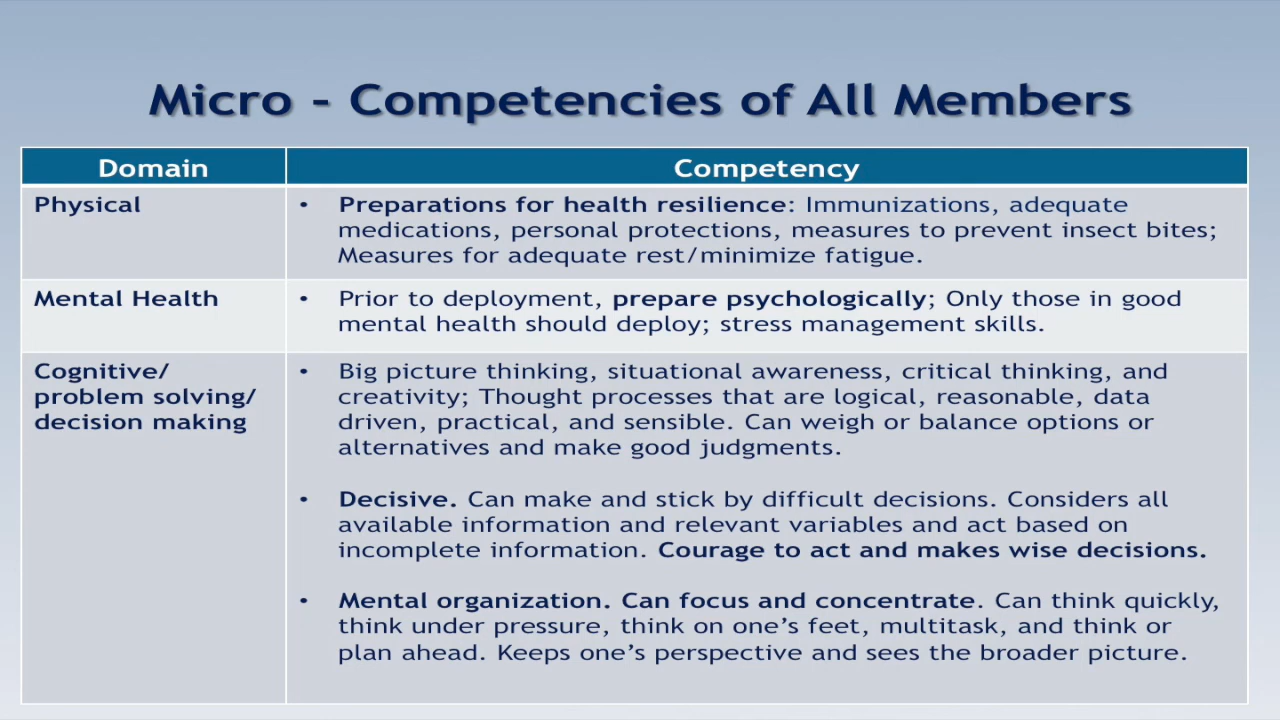 Micro - Competencies of All Members
Domain
Competency
Physical
• Preparations for health resilience: Immunizations, adequate
medications, personal protections, measures to prevent insect bites;
Measures for adequate rest/minimize fatigue.
Mental Health
• Prior to deployment, prepare psychologically; Only those in good
mental health should deploy; stress management skills.
Cognitive/
problem solving/
decision making
• Big picture thinking, situational awareness, critical thinking, and
creativity; Thought processes that are logical, reasonable, data
driven, practical, and sensible. Can weigh or balance options or
alternatives and make good judgments.
• Decisive. Can make and stick by difficult decisions. Considers all
available information and relevant variables and act based on
incomplete information. Courage to act and makes wise decisions.
• Mental organization. Can focus and concentrate. Can think quickly,
think under pressure, think on one’s feet, multitask, and think or
plan ahead. Keeps one’s perspective and sees the broader picture.